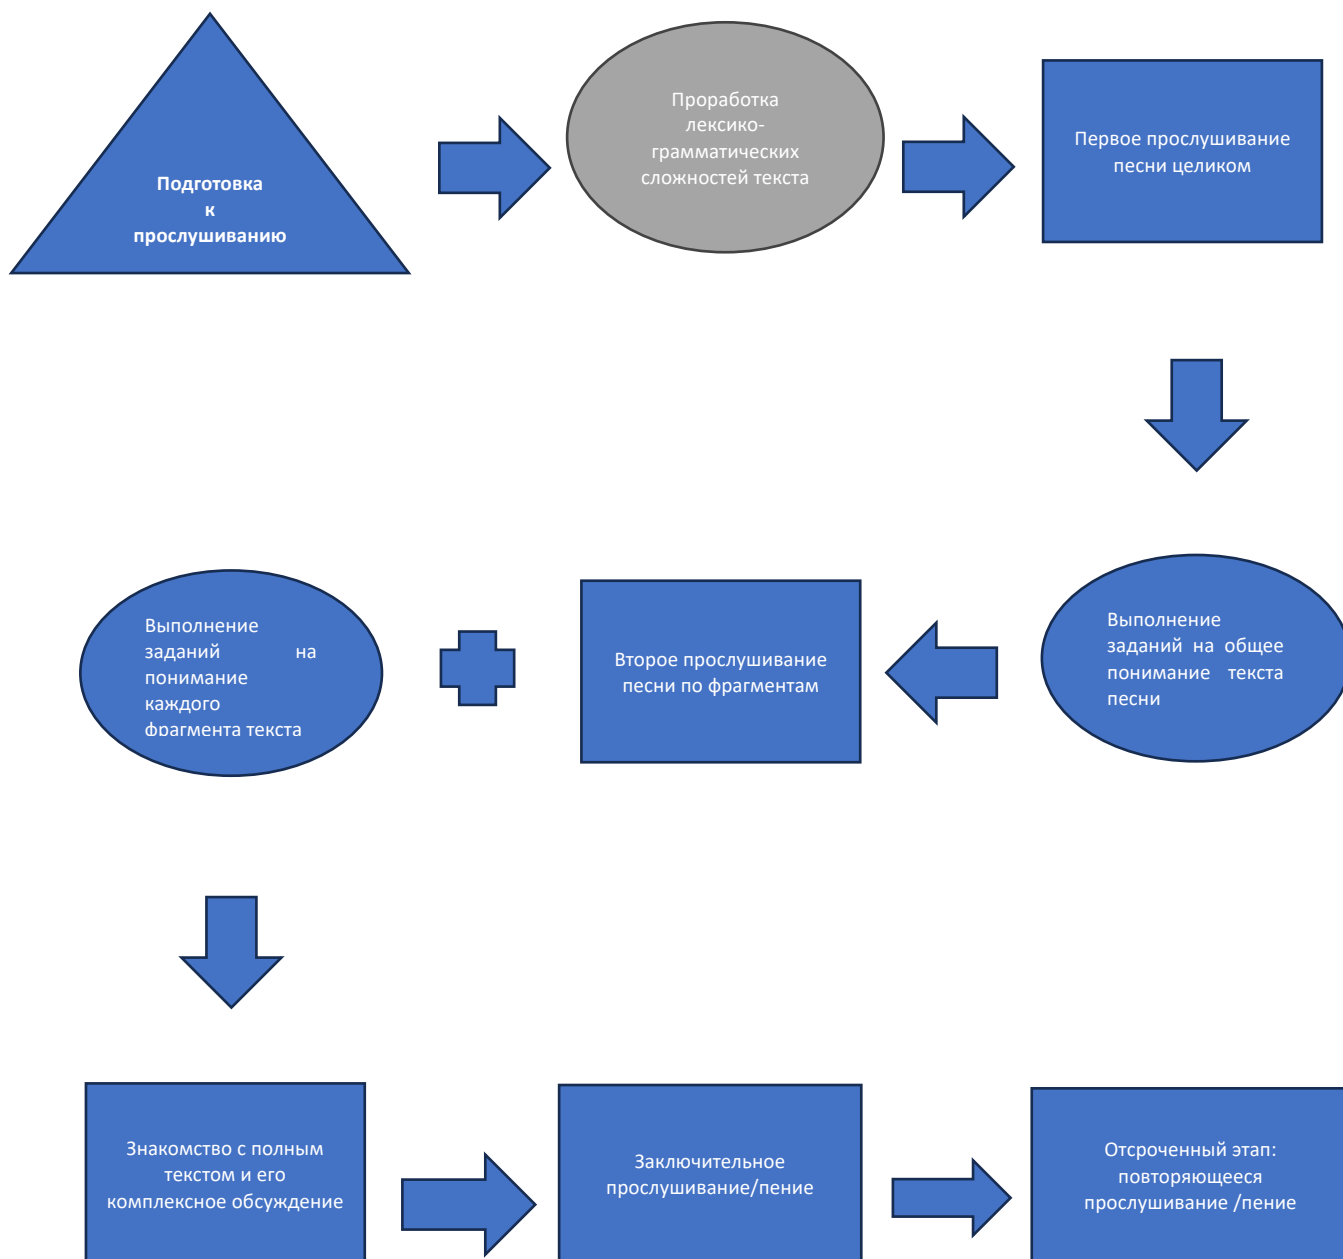 Подготовка
к
прослушиванию
Проработка
лексико-
грамматических
сложностей текста
Первое прослушивание
песни целиком
Выполнение
заданий на общее
понимание текста
песни
Второе прослушивание
песни по фрагментам
Выполнение
заданий на
понимание
каждого
фрагмента текста
Знакомство с полным
текстом и его
комплексное обсуждение
Заключительное
прослушивание/пение
Отсроченный этап:
повторяющееся
прослушивание /пение